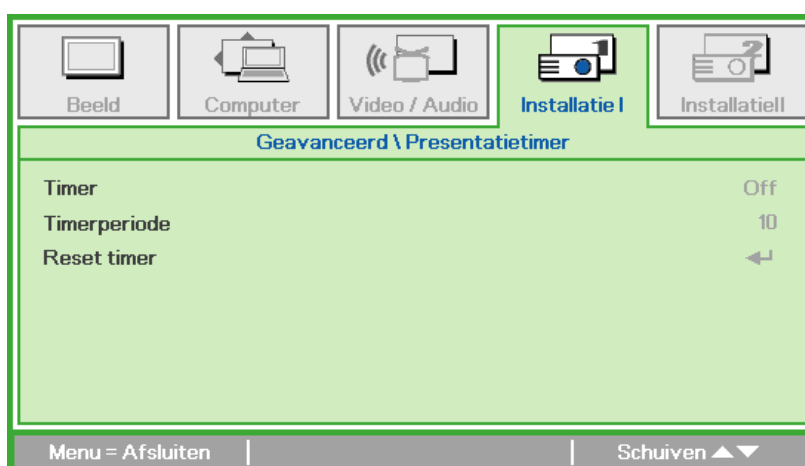 Beeld
Computer
Video / Audio
Installatie I
InstallatieII
Geavanceerd \ Presentatietimer
Timer Off
Timerperiode 10
Reset timer
Menu = Afsluiten Schuiven ▲▼